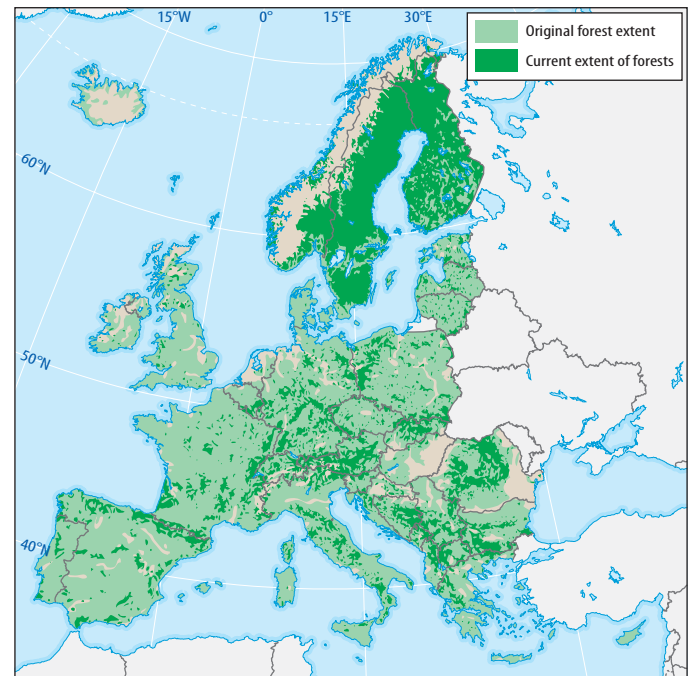 15°W
0°
15°E
30°E
Original forest extent
Current extent of forests
60°N
50°N
40°N